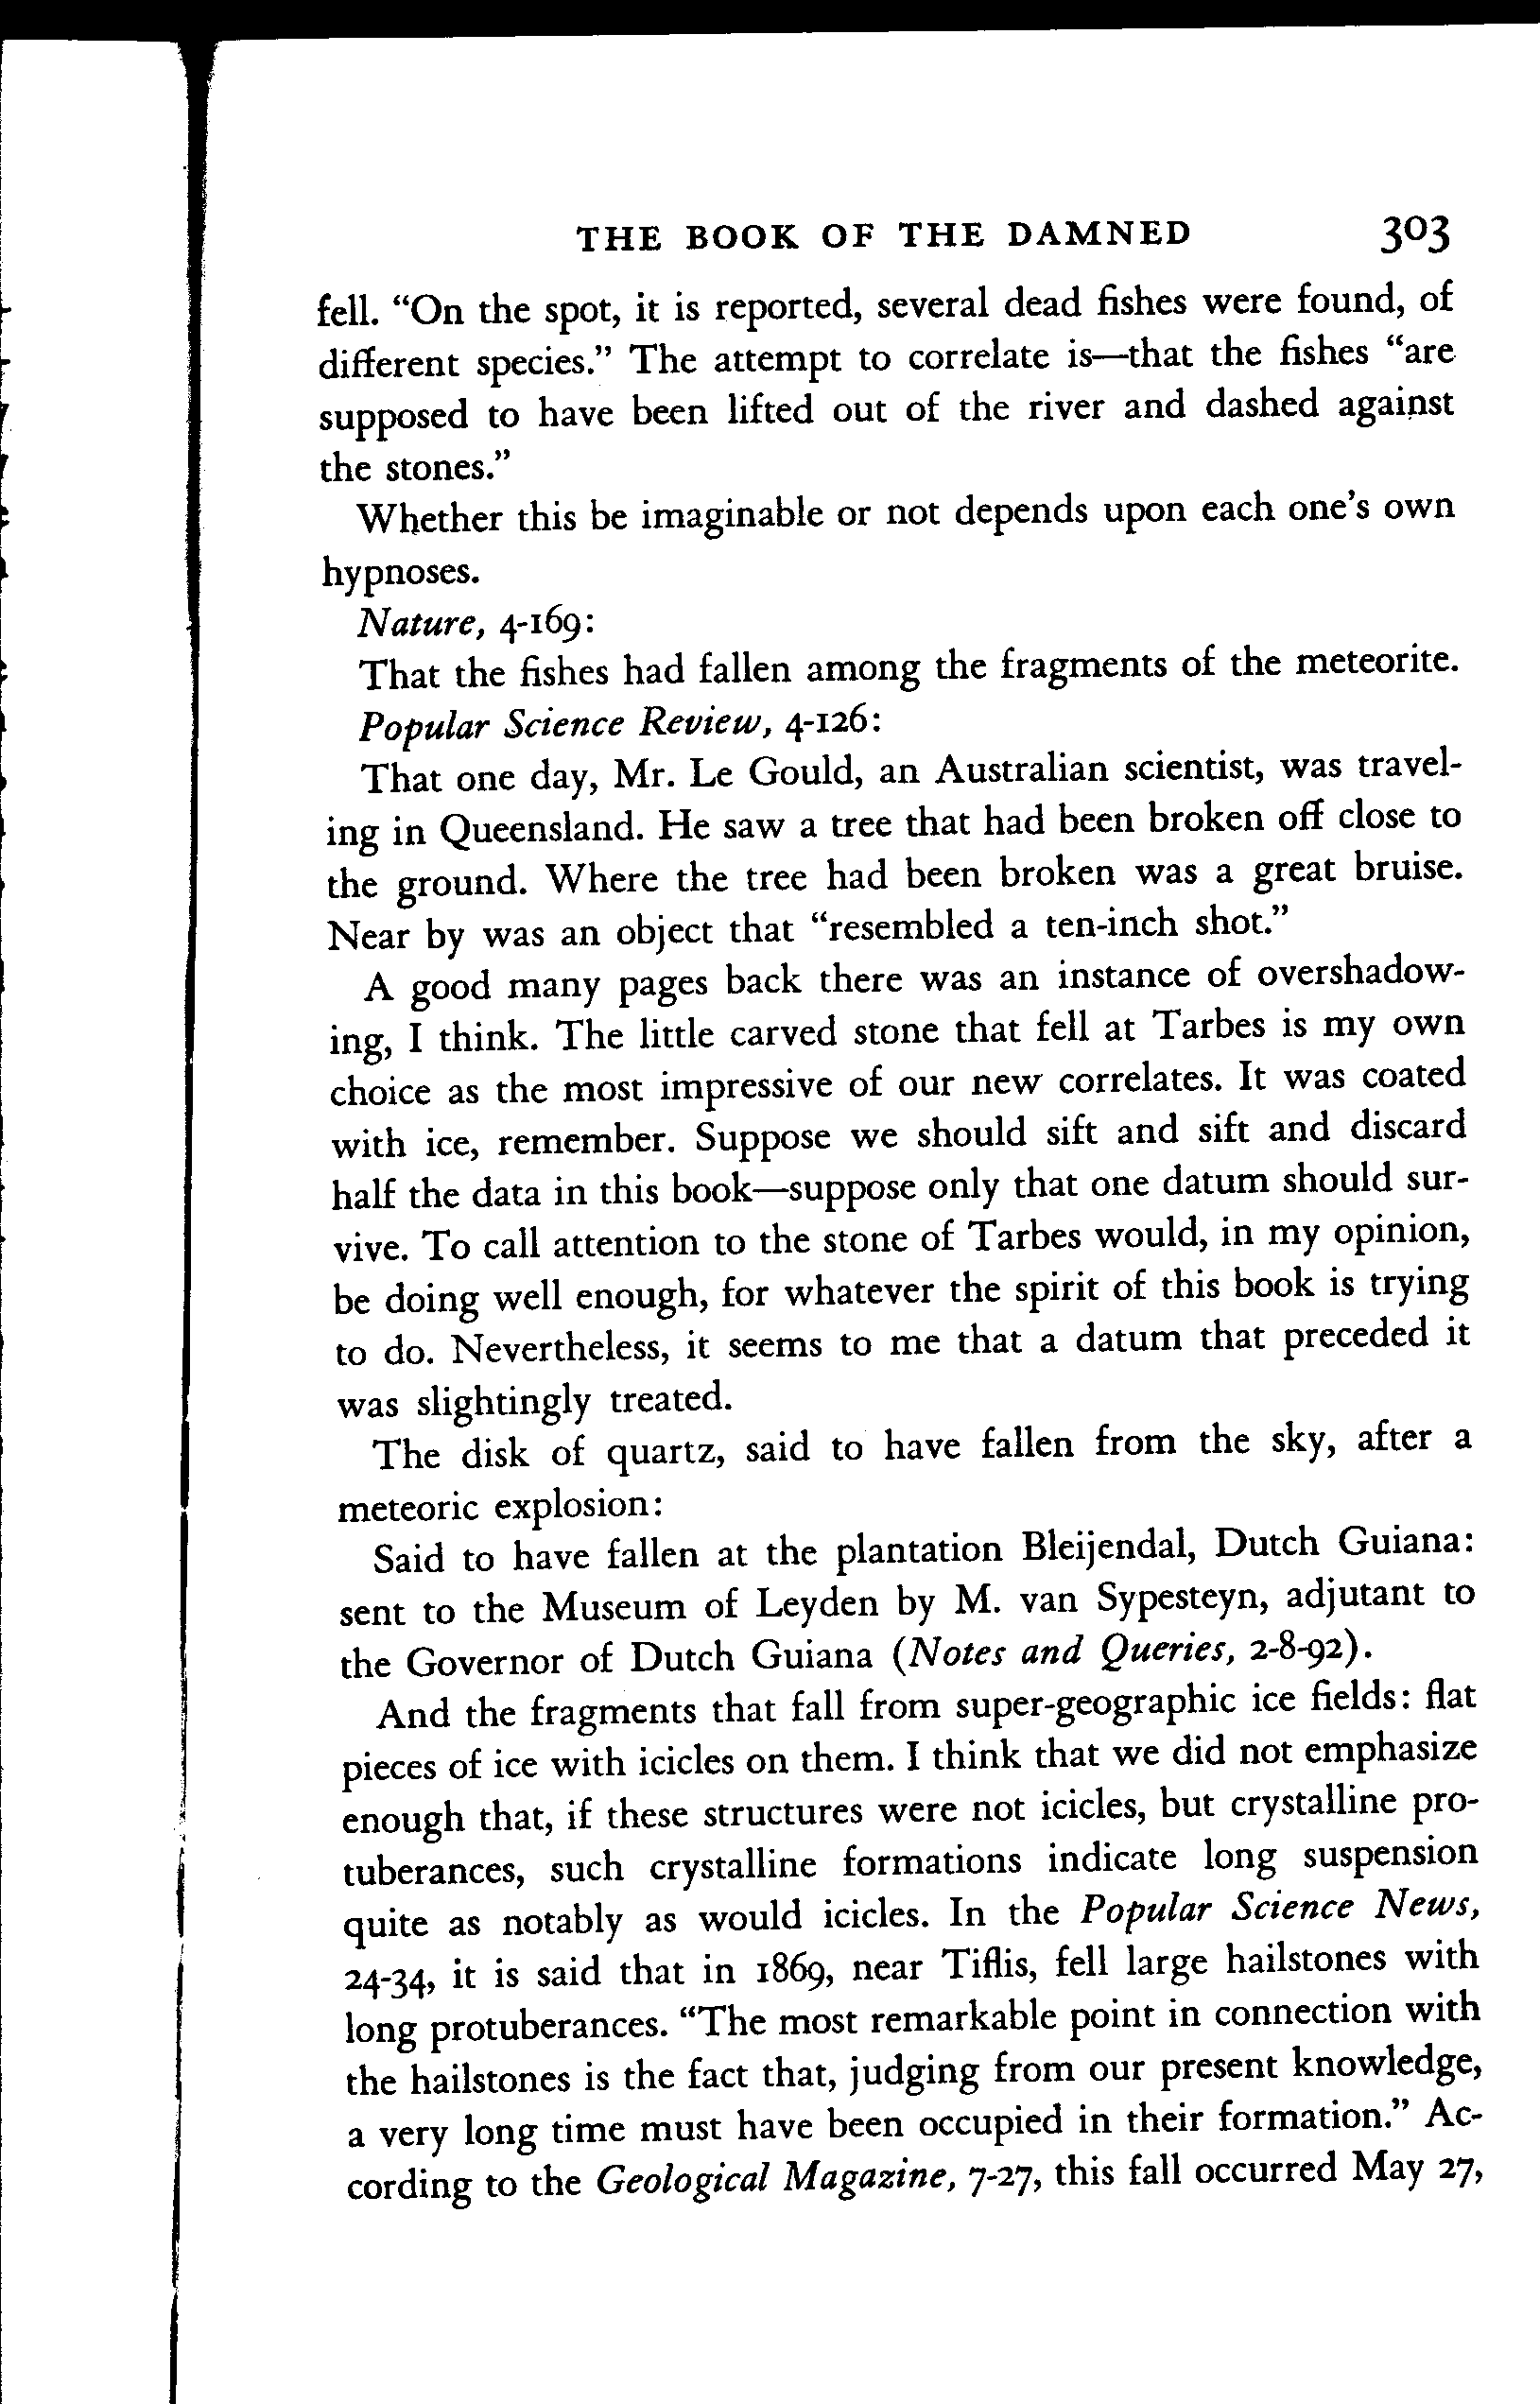 THE BOOK OF THE DAMNED 303
fell. “On the spot, it is reported, several dead fishes were found, of
different species.” The attempt to correlate is—that the fishes “are
supposed to have been lifted out of the river and dashed against
the stones.”
Whether this be imaginable or not depends upon each one’s own
hypnoses.
Nature, 4-169:
That the fishes had fallen among the fragments of the meteorite.
Popular Science Review, 4-126:
That one day, Mr. Le Gould, an Australian scientist, was travel-
ing in Queensland. He saw a tree that had been broken off close to
the ground. Where the tree had been broken was a great bruise.
Near by was an object that “resembled a ten-inch shot.”
A good many pages back there was an instance of overshadow-
ing, I think. The little carved stone that fell at Tarbes is my own
choice as the most impressive of our new correlates. It was coated
with ice, remember. Suppose we should sift and sift and discard
half the data in this book—suppose only that one datum should sur-
vive. To call attention to the stone of Tarbes would, in my opinion,
be doing well enough, for whatever the spirit of this book is trying
to do. Nevertheless, it seems to me that a datum that preceded it
was slightingly treated.
The disk of quartz, said to have fallen from the sky, after a
meteoric explosion:
Said to have fallen at the plantation Bleijendal, Dutch Guiana:
sent to the Museum of Leyden by M. van Sypesteyn, adjutant to
the Governor of Dutch Guiana (Notes and Queries, 2-8-92).
And the fragments that fall from super-geographic ice fields: flat
pieces of ice with icicles on them. I think that we did not emphasize
enough that, if these structures were not icicles, but crystalline pro-
tuberances, such crystalline formations indicate long suspension
quite as notably as would icicles. In the Popular Science News,
24-34, it is said that in 1869, near Tiflis, fell large hailstones with
long protuberances. “The most remarkable point in connection with
the hailstones is the fact that, judging from our present knowledge,
a very long time must have been occupied in their formation.” Ac-
cording to the Geological Magazine, 7-27, this fall occurred May 27,